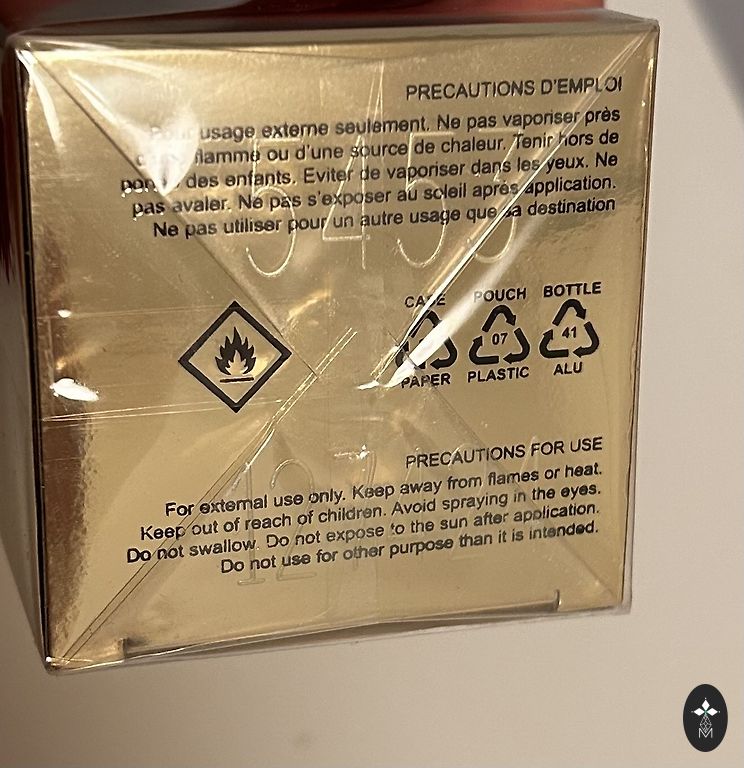 PRECAUTIONS D'EMPLOI
Pour usage externe seulement. Ne pas vaporiser près
flamme ou d'une source de chaleur. Tenir hors de
des enfants. Eviter de vaporiser dans les yeux. Ne
pas avaler. Ne pas s'exposer au soleil après application.
Ne pas utiliser pour un autre usage que sa destination
5453
CASE POUCH BOTTLE
07 41
PAPER PLASTIC ALU
PRECAUTIONS FOR USE
For external use only. Keep away from flames or heat.
Keep out of reach of children. Avoid spraying in the eyes.
Do not swallow. Do not expose to the sun after application.
Do not use for other purpose than it is intended.
M